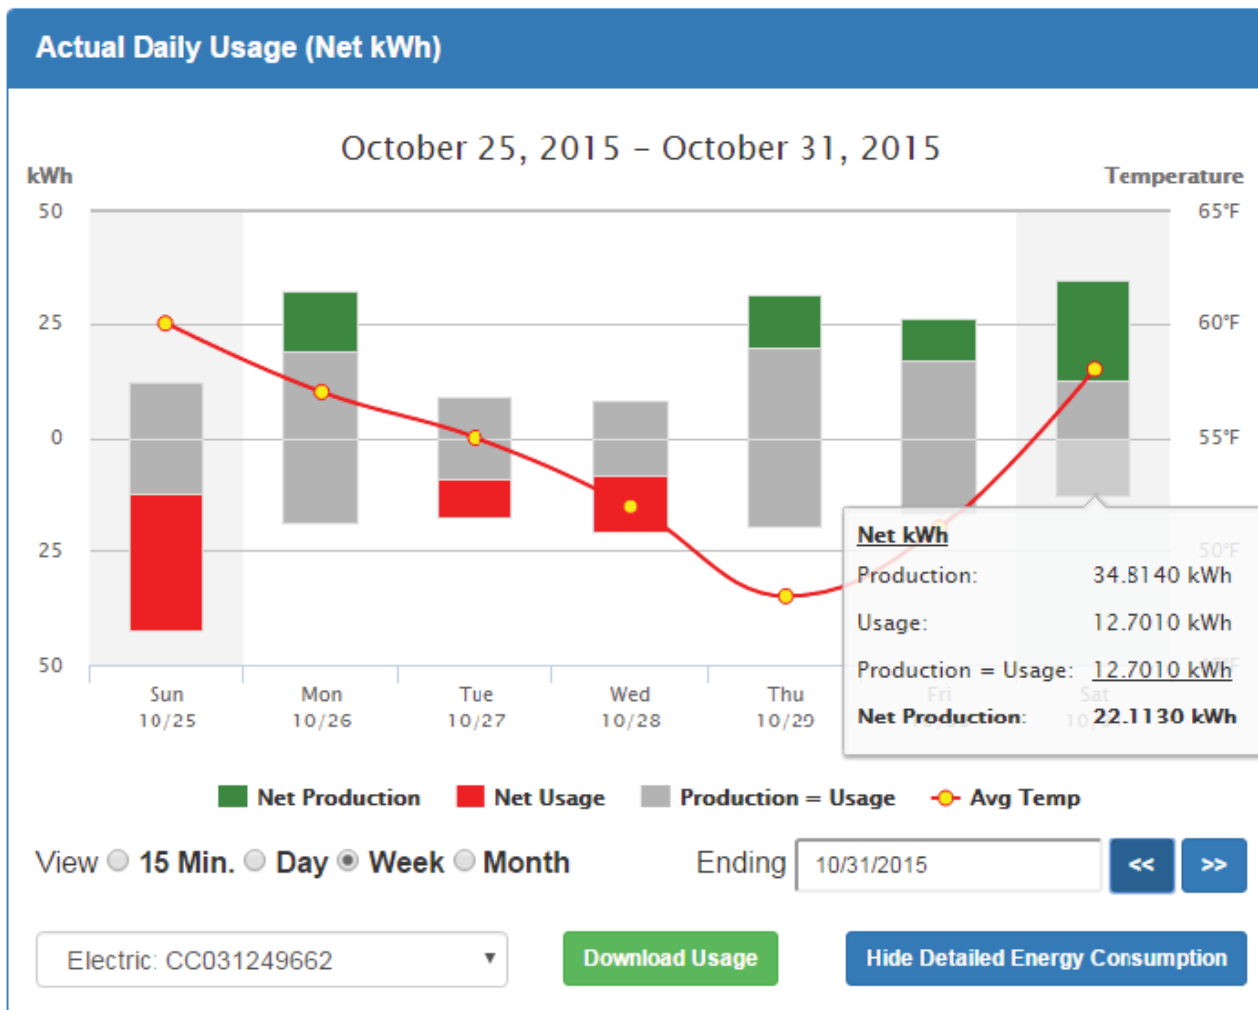 Actual Daily Usage (Net kWh)
October 25, 2015 – October 31, 2015
kWh
Temperature
50
65°F
25
60°F
0
55°F
25
50°F
50
Net kWh
Production: 34.8140 kWh
Usage: 12.7010 kWh
Production = Usage: 12.7010 kWh
Net Production: 22.1130 kWh
Sun Mon Tue Wed Thu Fri Sat
10/25 10/26 10/27 10/28 10/29
Net Production Net Usage Production = Usage Avg Temp
View 15 Min. Day Week Month Ending 10/31/2015 << >>
Electric: CC031249662 Download Usage Hide Detailed Energy Consumption